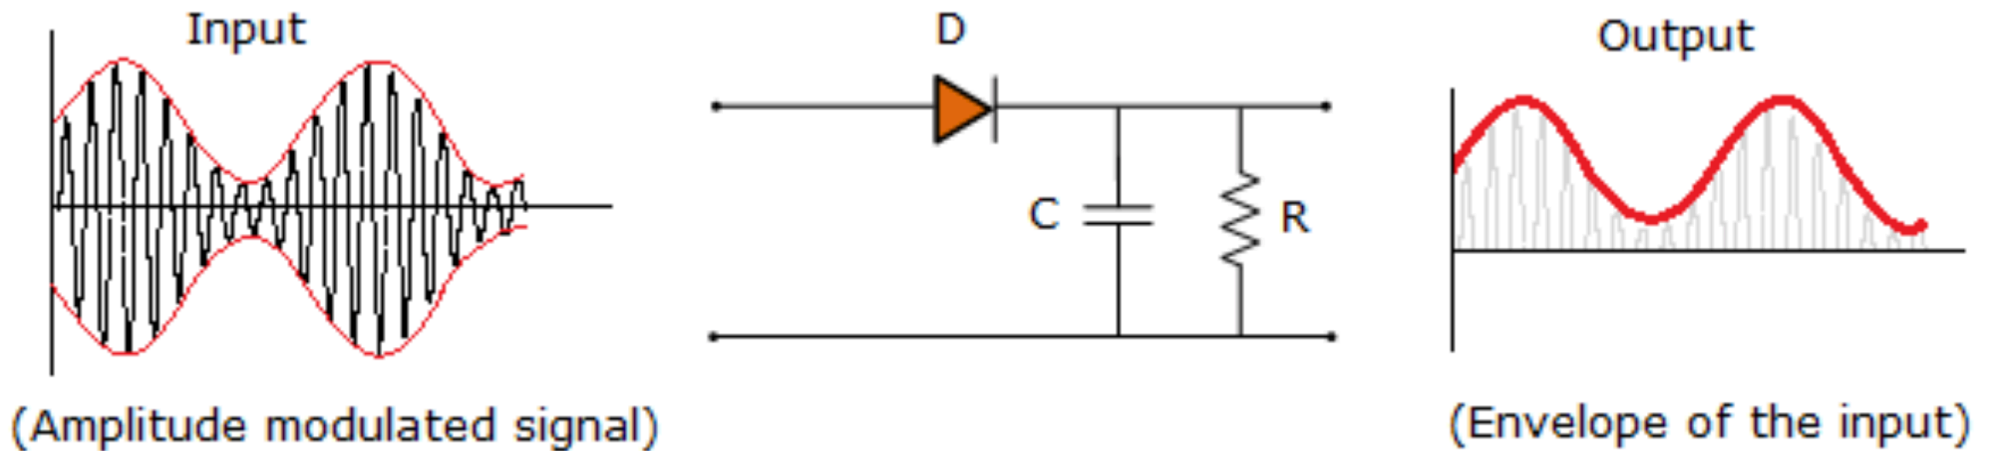 Input
(Amplitude modulated signal)
D
C
R
Output
(Envelope of the input)